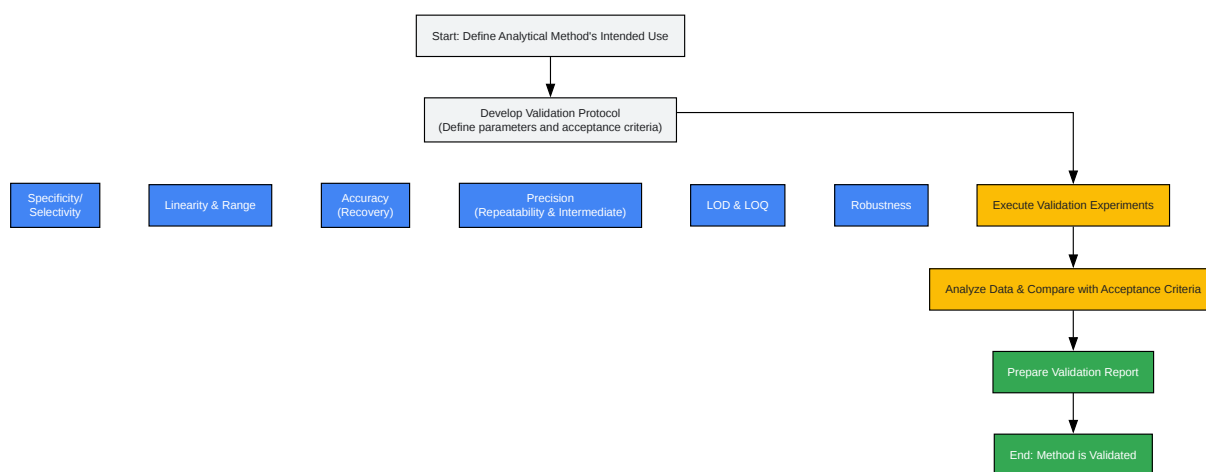 Start: Define Analytical Method's Intended Use
Develop Validation Protocol
(Define parameters and acceptance criteria)
Specificity/
Selectivity
Linearity & Range
Accuracy
(Recovery)
Precision
(Repeatability & Intermediate)
LOD & LOQ
Robustness
Execute Validation Experiments
Analyze Data & Compare with Acceptance Criteria
Prepare Validation Report
End: Method is Validated